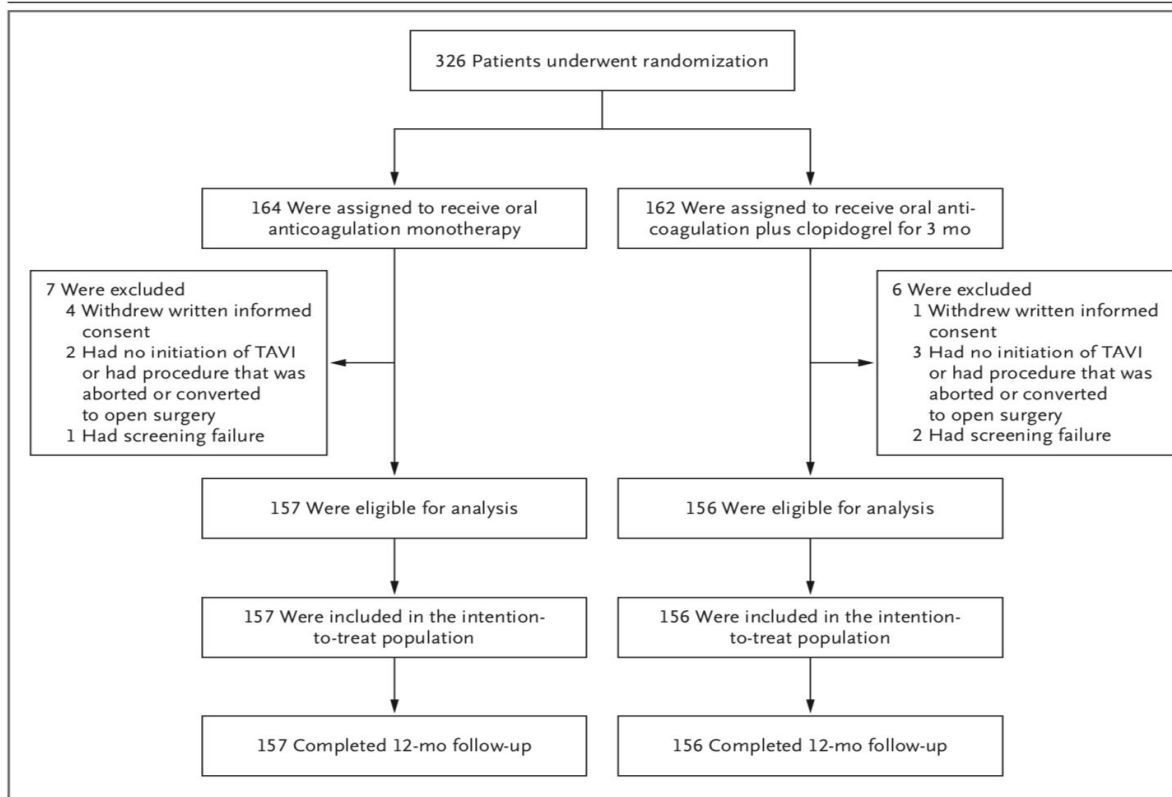 326 Patients underwent randomization
164 Were assigned to receive oral
anticoagulation monotherapy
162 Were assigned to receive oral anti-
coagulation plus clopidogrel for 3 mo
7 Were excluded
4 Withdrew written informed
consent
2 Had no initiation of TAVI
or had procedure that was
aborted or converted
to open surgery
1 Had screening failure
6 Were excluded
1 Withdrew written informed
consent
3 Had no initiation of TAVI
or had procedure that was
aborted or converted
to open surgery
2 Had screening failure
157 Were eligible for analysis
156 Were eligible for analysis
157 Were included in the intention-
to-treat population
156 Were included in the intention-
to-treat population
157 Completed 12-mo follow-up
156 Completed 12-mo follow-up